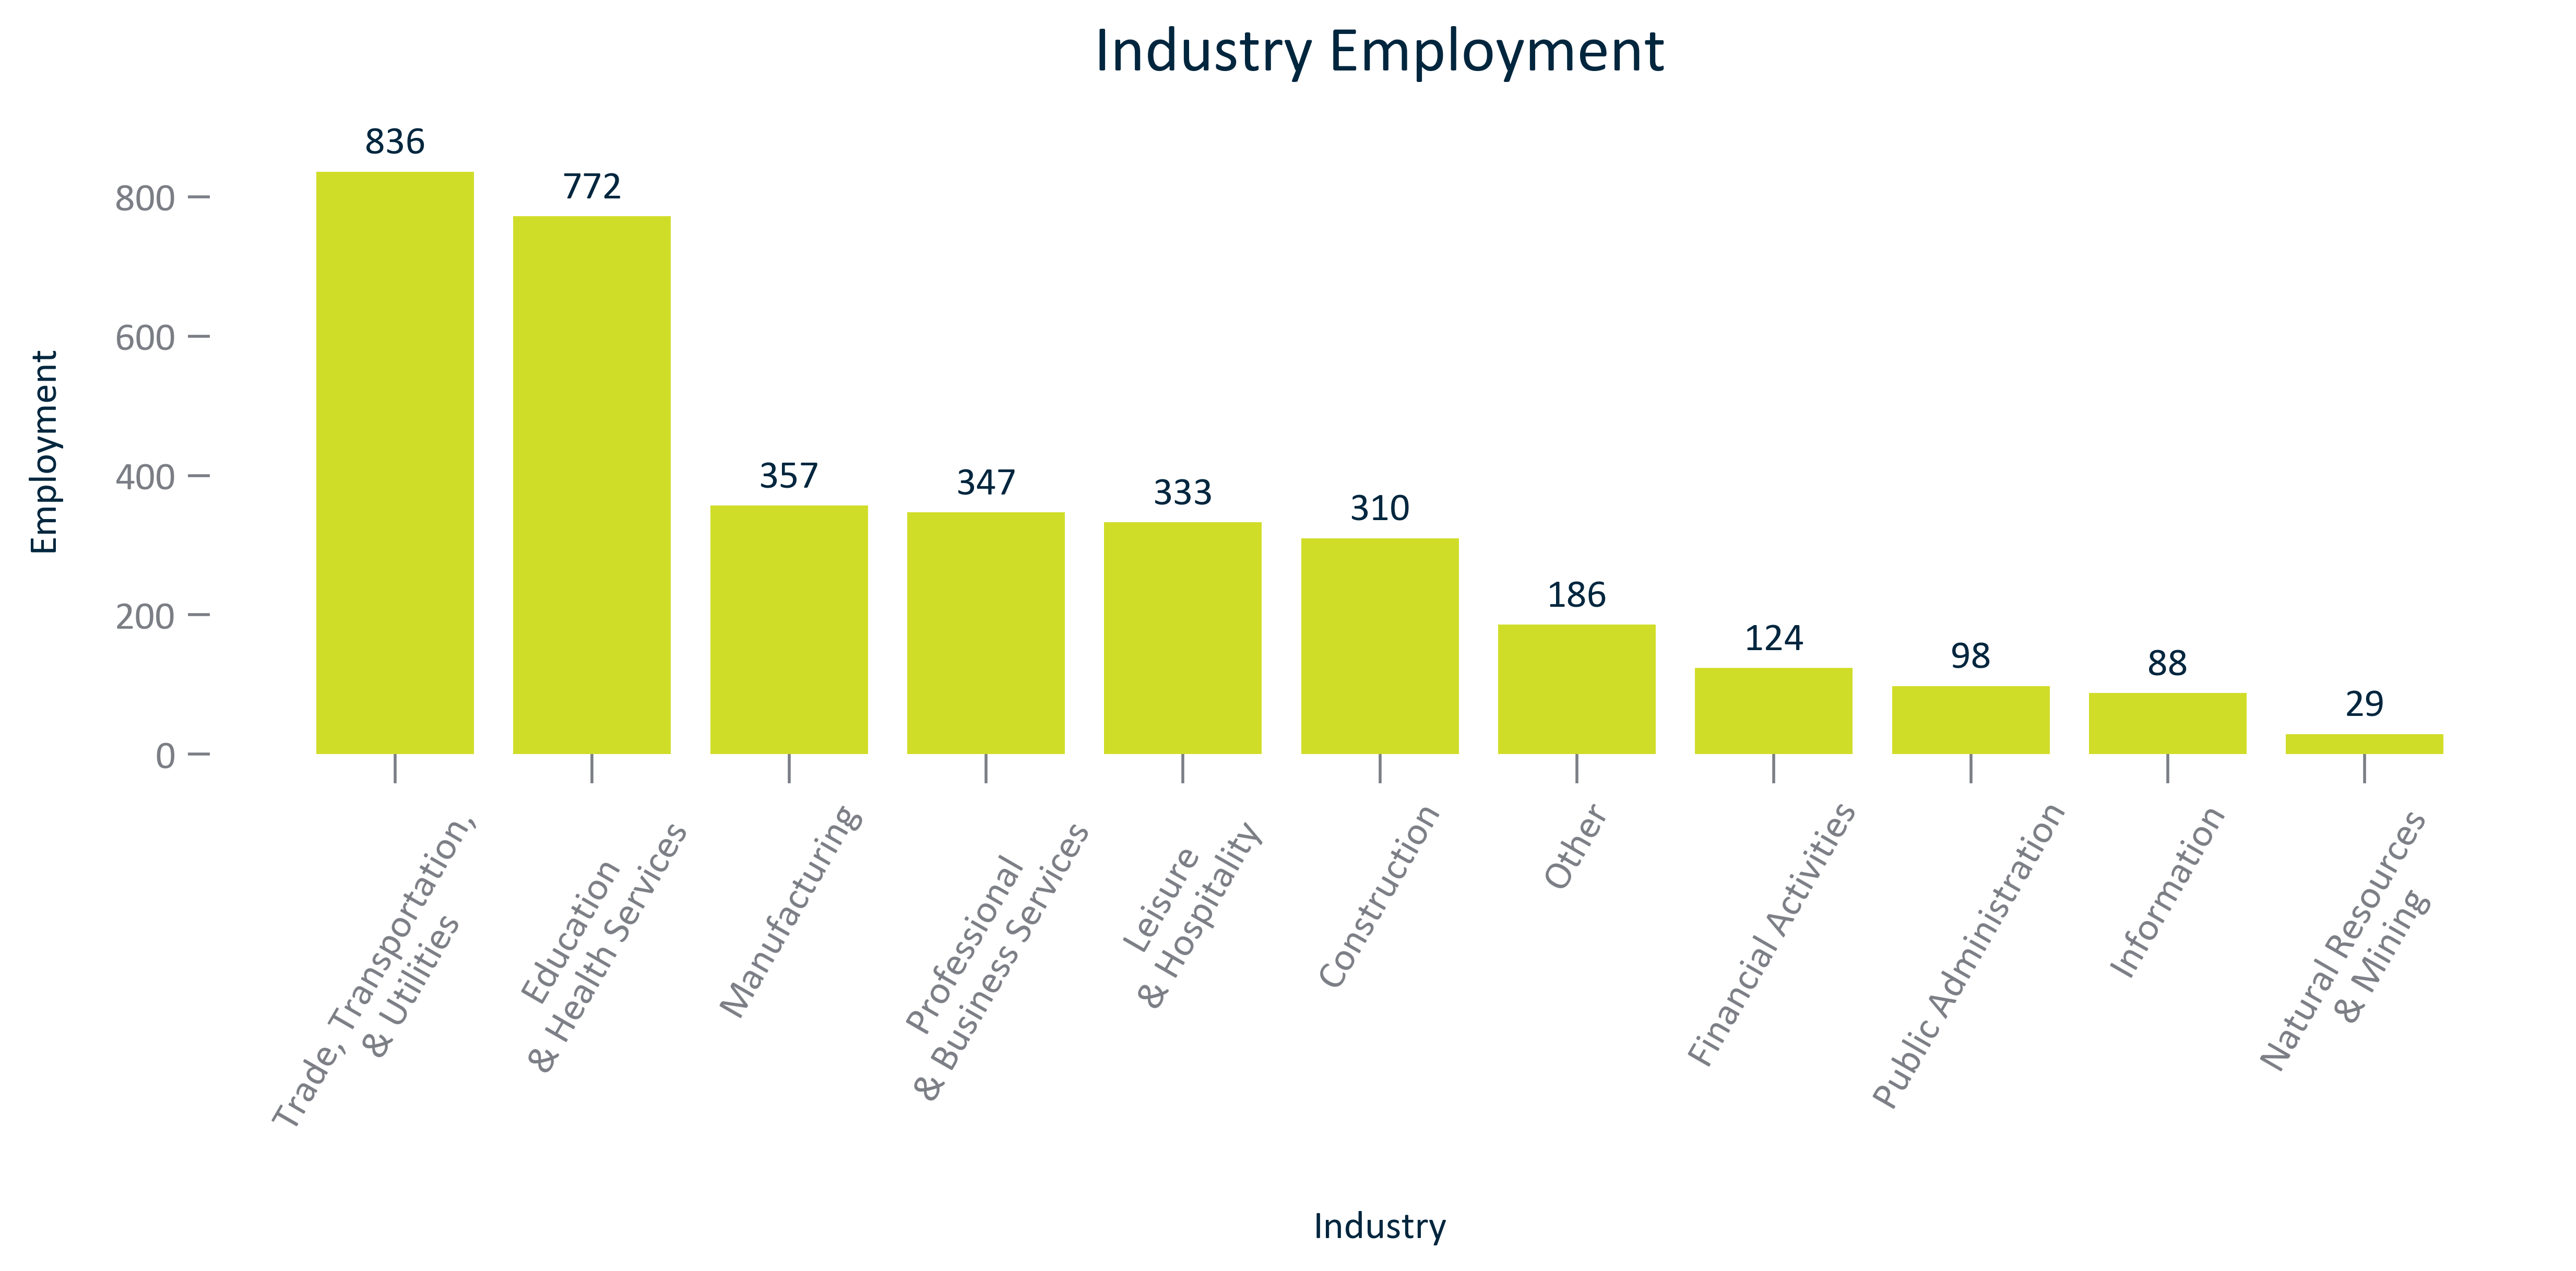 Industry Employment
Employment
800
600
400
200
0
836
772
357
347
333
310
186
124
98
88
29
Trade, Transportation,
& Utilities
Education
& Health Services
Manufacturing
Professional
& Business Services
Leisure
& Hospitality
Construction
Other
Financial Activities
Public Administration
Information
Natural Resources
& Mining
Industry